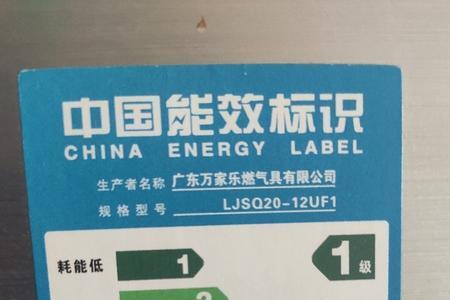 中国能效标识
CHINA ENERGY LABEL
生产者名称 广东万家乐燃气具有限公司
规格型号 LJSQ20-12UF1
耗能低 1 1级
2